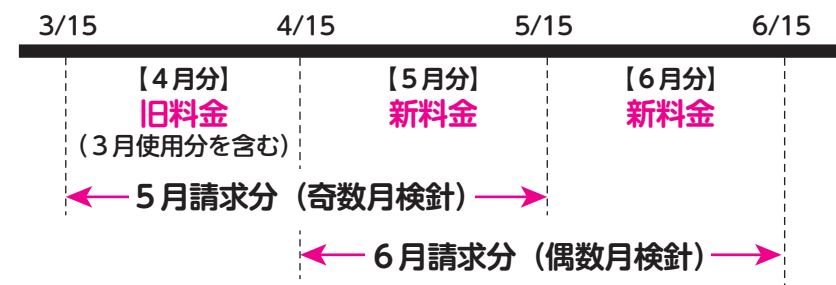 3/15 4/15 5/15 6/15
【４月分】 【５月分】 【６月分】
旧料金 新料金 新料金
（３月使用分を含む）
５月請求分（奇数月検針）
６月請求分（偶数月検針）